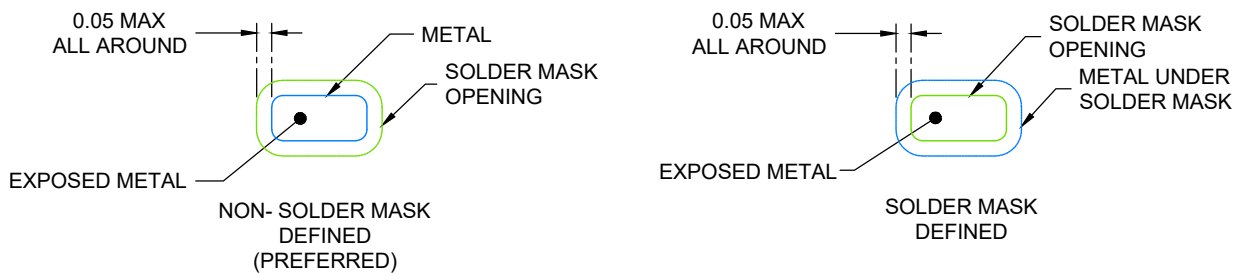 0.05 MAX
ALL AROUND
METAL
SOLDER MASK
OPENING
EXPOSED METAL
NON- SOLDER MASK
DEFINED
(PREFERRED)
0.05 MAX
ALL AROUND
SOLDER MASK
OPENING
METAL UNDER
SOLDER MASK
EXPOSED METAL
SOLDER MASK
DEFINED